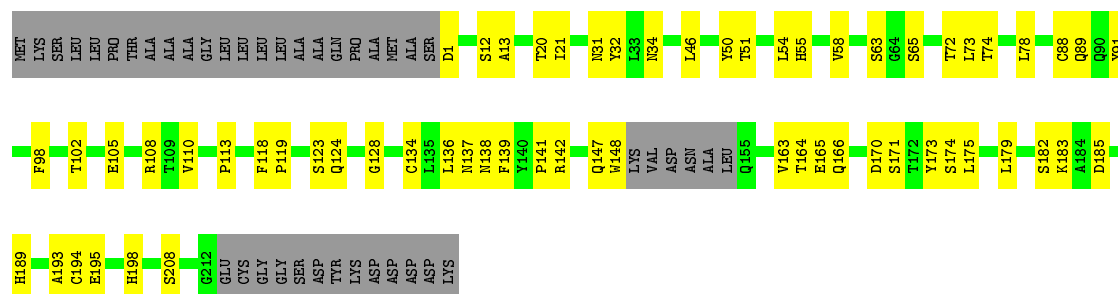 MET LYS SER LEU LEU PRO THR ALA ALA ALA GLY LEU LEU LEU LEU ALA ALA GLN PRO ALA MET ALA SER D1 S12 A13 T20 I21 N31 Y32 L33 N34 L46 Y50 T51 L54 H55 V58 S63 G64 S65 T72 L73 T74 L78 C88 Q89 Q90 Y91
F98 T102 E105 R108 T109 V110 P113 F118 P119 S123 Q124 G128 C134 L135 L136 N137 N138 F139 Y140 P141 R142 Q147 W148 LYS VAL ASP ASN ALA LEU Q155 V163 T164 E165 Q166 D170 S171 T172 Y173 S174 L175 L179 S182 K183 A184 D185
H189 A193 C194 E195 H198 S208 G212 GLU CYS GLY GLY SER ASP TYR LYS ASP ASP ASP ASP LYS